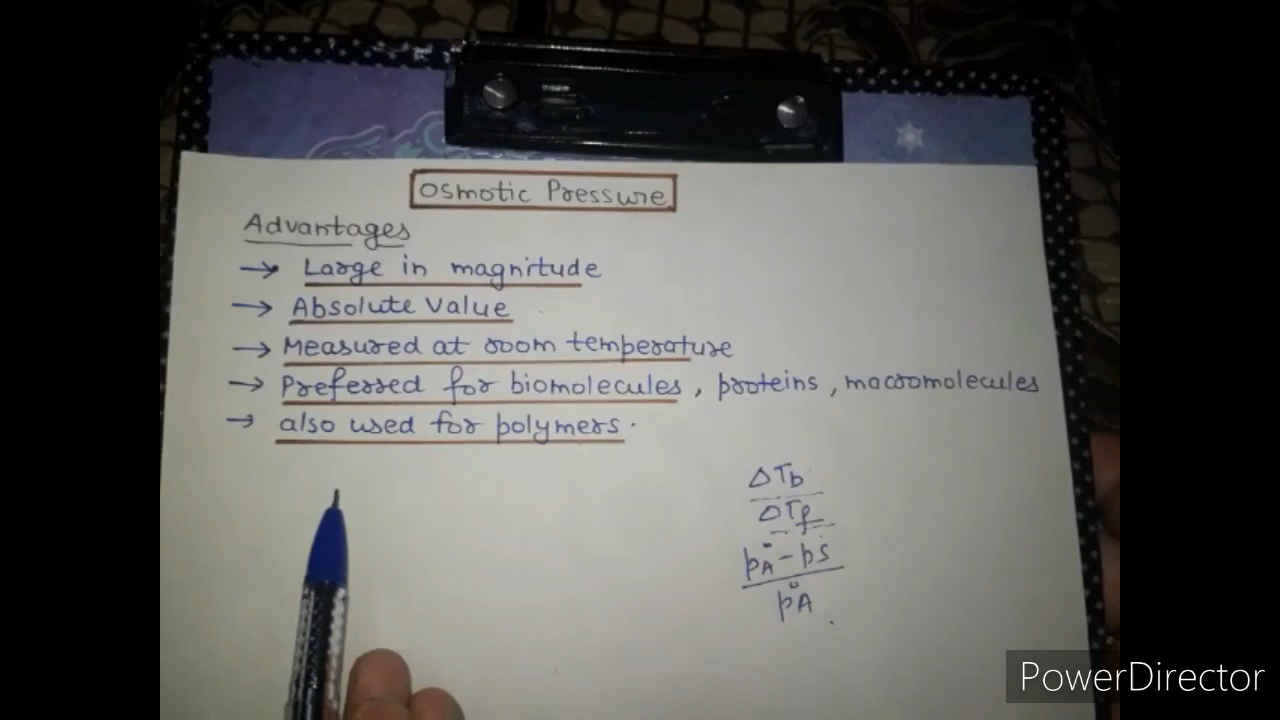 Osmotic Pressure
Advantages
→ Large in magnitude
→ Absolute Value
→ Measured at room temperature
→ Preferred for biomolecules, proteins, macromolecules
→ also used for polymers.
ΔTb
ΔTf
p°A - ps
p°A
PowerDirector